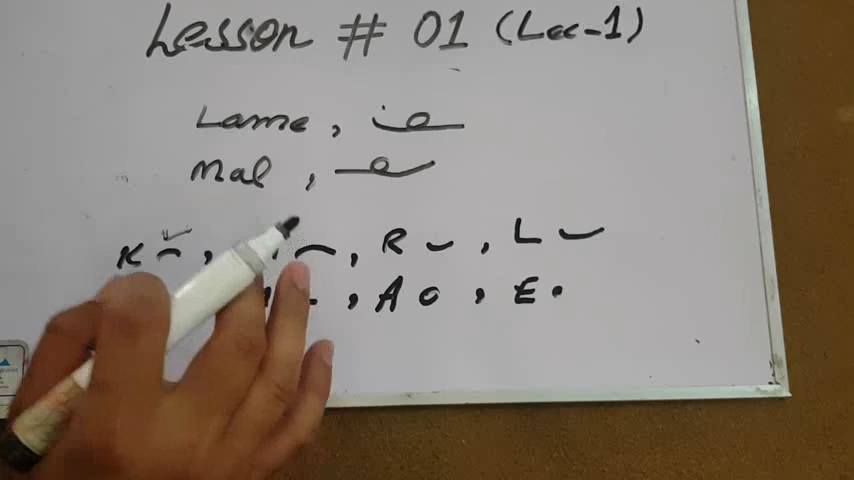 Lesson # 01 (Lec-1)
Lame,
Mal,
K , , R , L
, A , E